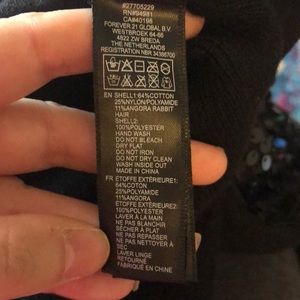 #27705229
RN#94981
CA#40198
FOREVER 21 GLOBAL B.V.
WESTBROEK 64-66
4822 ZW BREDA
THE NETHERLANDS
REGISTRATION NBR 34388700
EN SHELL1:64%COTTON
25%NYLON/POLYAMIDE
11%ANGORA RABBIT
HAIR
SHELL2:
100%POLYESTER
HAND WASH
DO NOT BLEACH
DRY FLAT
DO NOT IRON
DO NOT DRY CLEAN
WASH INSIDE OUT
MADE IN CHINA
FR ÉTOFFE EXTÉRIEURE1:
64%COTON
25%POLYAMIDE
11%ANGORA
ÉTOFFE EXTÉRIEURE2:
100%POLYESTER
LAVER À LA MAIN
NE PAS BLANCHIR
SÉCHER À PLAT
NE PAS REPASSER
NE PAS NETTOYER À
SEC
LAVER LINGE
RETOURNÉ
FABRIQUÉ EN CHINE